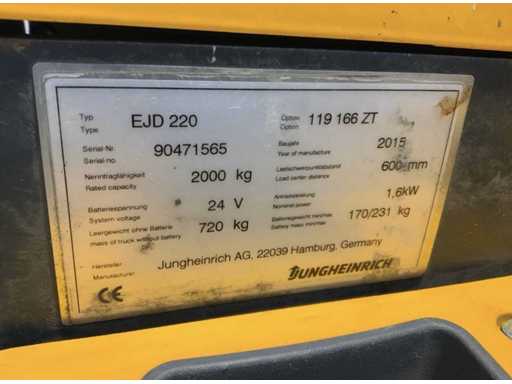 Typ EJD 220 Option 119 166 ZT
Type Option
Serial-Nr. 90471565 Baujahr 2015
Serial no. Year of manufacture
Nenntragfähigkeit 2000 kg Lastschwerpunktabstand 600 mm
Rated capacity Load center distance
Batteriespannung 24 V Antriebsleistung 1,6kW
System voltage Nominal power
Leergewicht ohne Batterie 720 kg Batteriegewicht min/max 170/231 kg
mass of truck without battery Battery mass min/max
Hersteller Jungheinrich AG, 22039 Hamburg, Germany
Manufacturer JUNGHEINRICH
CE